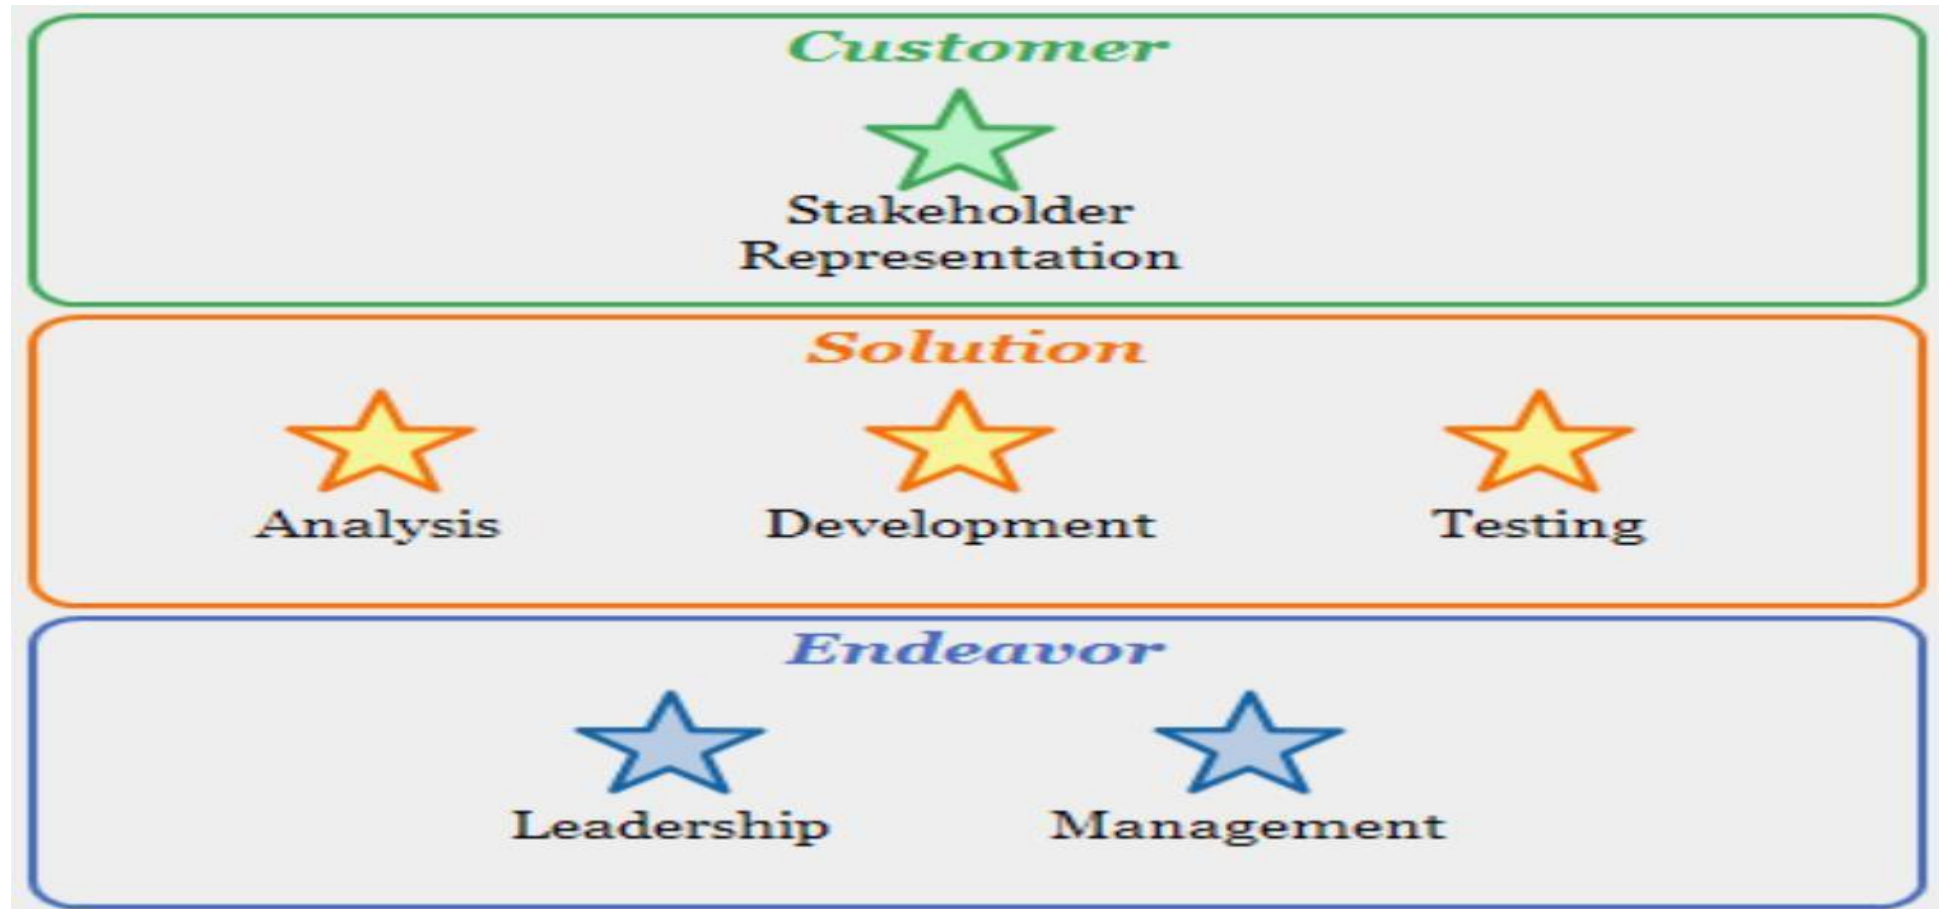 Customer
Stakeholder
Representation
Solution
Analysis
Development
Testing
Endeavor
Leadership
Management